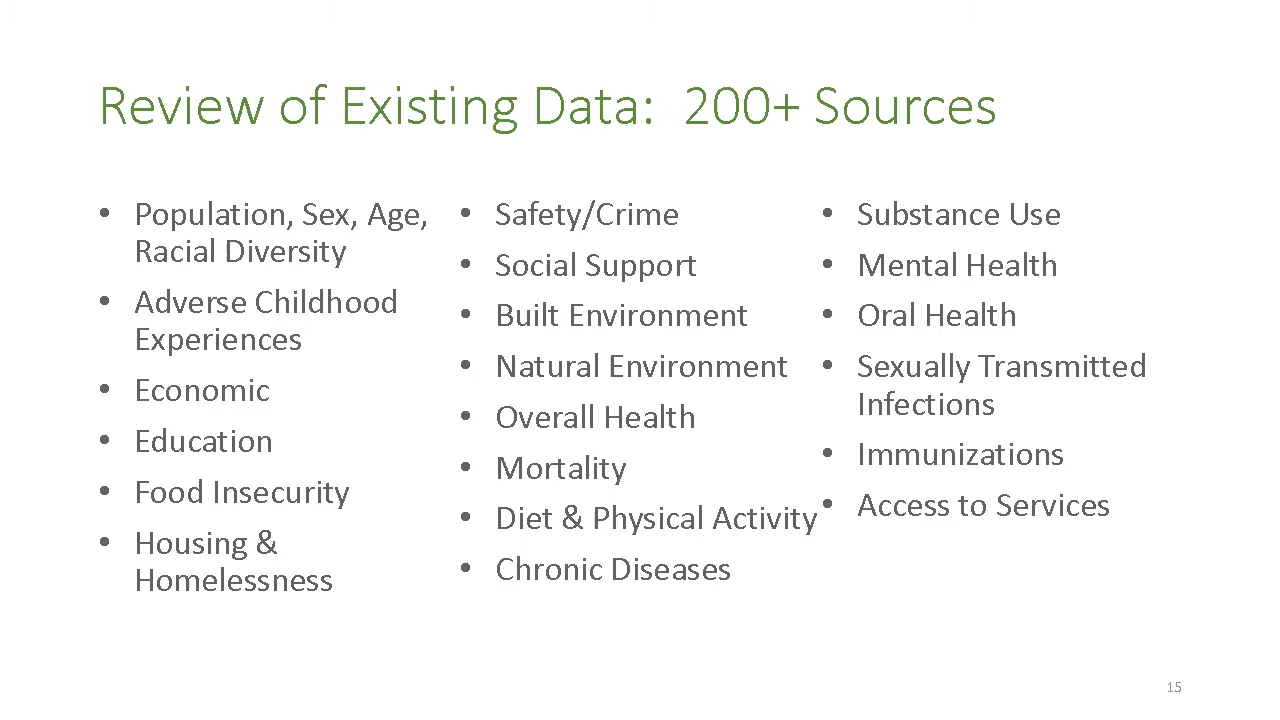 Review of Existing Data:  200+ Sources
• Population, Sex, Age,
Racial Diversity
• Adverse Childhood
Experiences
• Economic
• Education
• Food Insecurity
• Housing &
Homelessness
• Safety/Crime
• Social Support
• Built Environment
• Natural Environment
• Overall Health
• Mortality
• Diet & Physical Activity
• Chronic Diseases
• Substance Use
• Mental Health
• Oral Health
• Sexually Transmitted
Infections
• Immunizations
• Access to Services
15